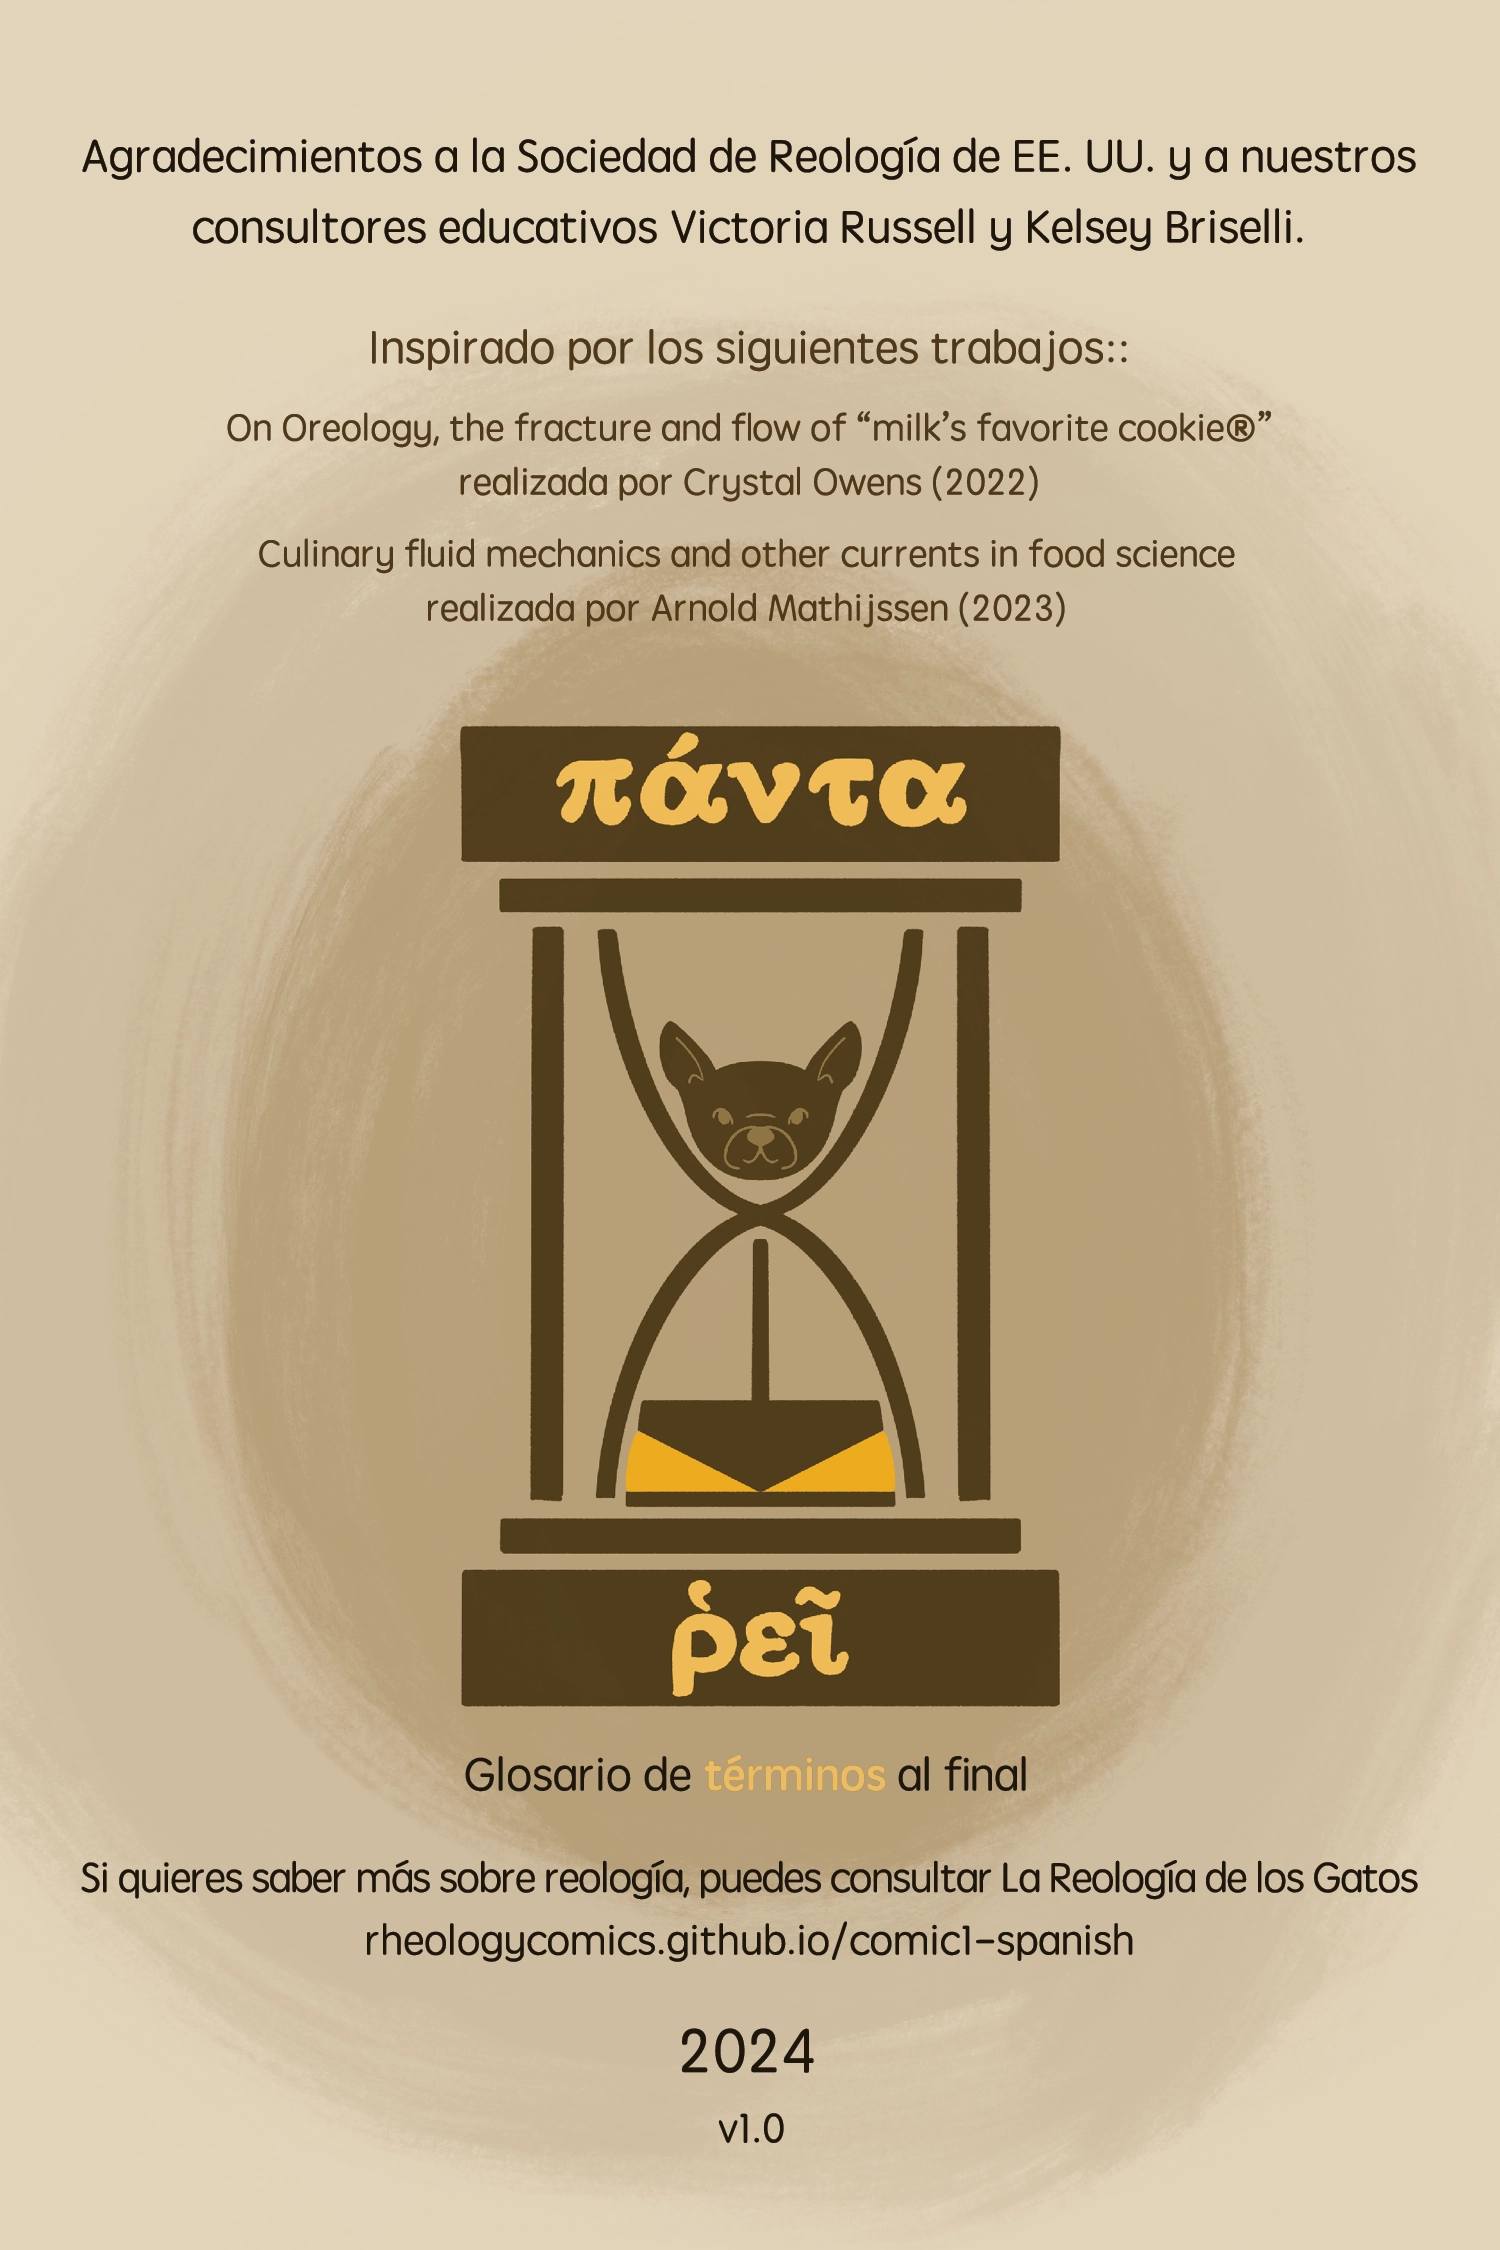 Agradecimientos a la Sociedad de Reología de EE. UU. y a nuestros
consultores educativos Victoria Russell y Kelsey Briselli.
Inspirado por los siguientes trabajos::
On Oreology, the fracture and flow of “milk’s favorite cookie®”
realizada por Crystal Owens (2022)
Culinary fluid mechanics and other currents in food science
realizada por Arnold Mathijssen (2023)
πάντα
ῥεῖ
Glosario de términos al final
Si quieres saber más sobre reología, puedes consultar La Reología de los Gatos
rheologycomics.github.io/comic1-spanish
2024
v1.0